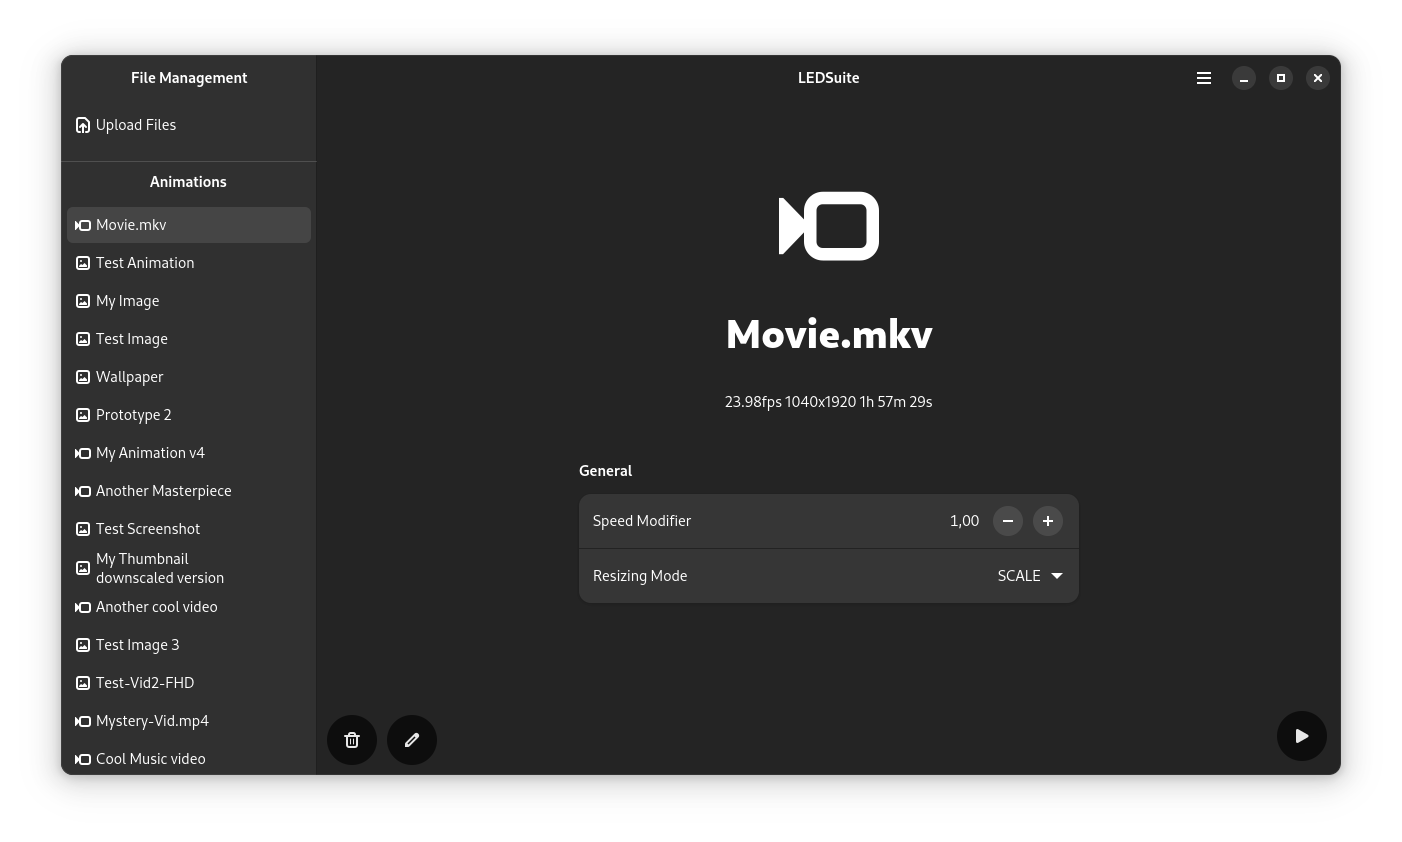 File Management
Upload Files
Animations
Movie.mkv
Test Animation
My Image
Test Image
Wallpaper
Prototype 2
My Animation v4
Another Masterpiece
Test Screenshot
My Thumbnail
downscaled version
Another cool video
Test Image 3
Test-Vid2-FHD
Mystery-Vid.mp4
Cool Music video
LEDSuite
Movie.mkv
23.98fps 1040x1920 1h 57m 29s
General
Speed Modifier 1,00
Resizing Mode SCALE